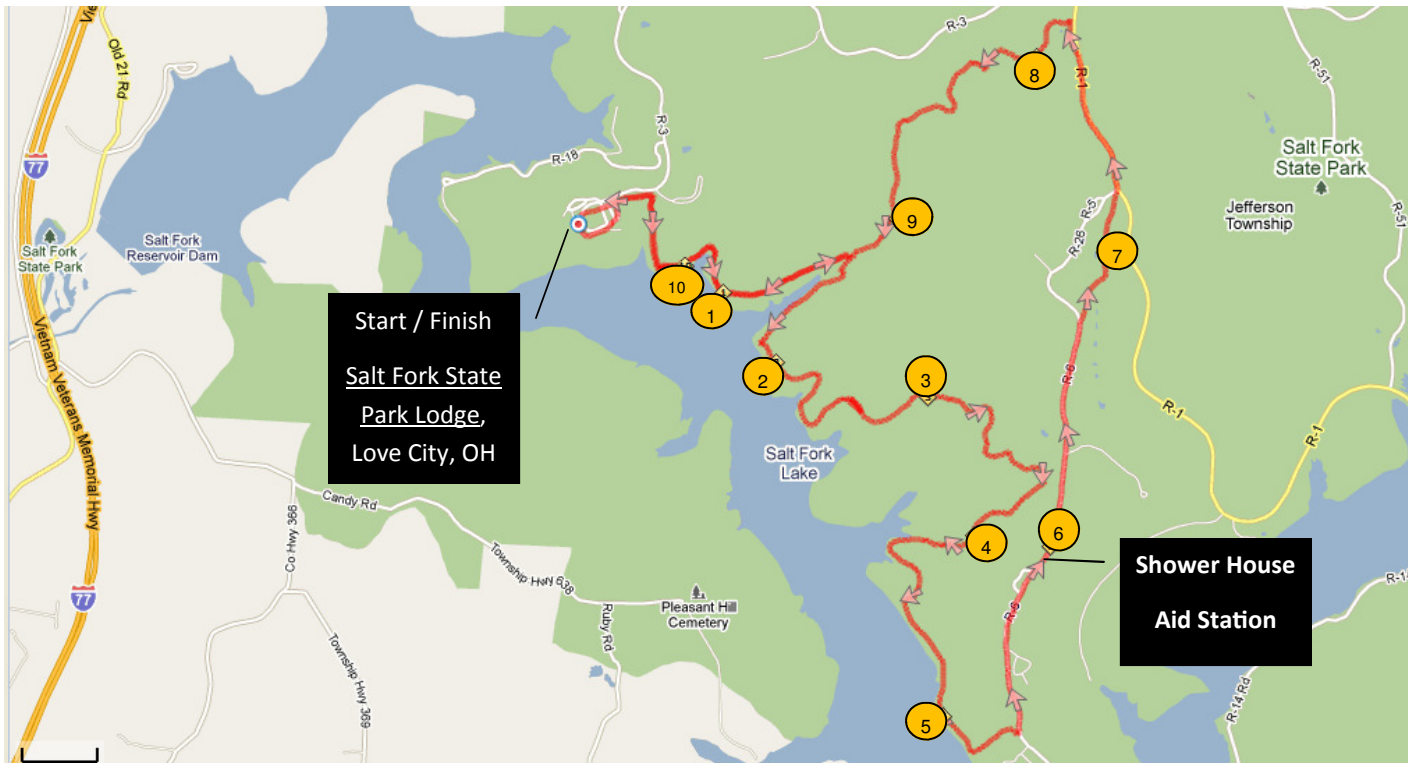 Old 21 Rd
R-3
R-3
R-1
R-51
77
R-18
Salt Fork
State Park
Jefferson
Township
R-51
8
9
Salt Fork
State Park
Salt Fork
Reservoir Dam
R-5
R-26
7
10
1
Start / Finish
Salt Fork State
Park Lodge,
Love City, OH
Vietnam Veterans Memorial Hwy
2
3
R-6
R-1
R-1
Salt Fork
Lake
Candy Rd
Co Hwy 366
Township Hwy 638
4
6
Shower House
Aid Station
77
Pleasant Hill
Cemetery
Ruby Rd
R-6
Township Hwy 369
5
R-14 Rd